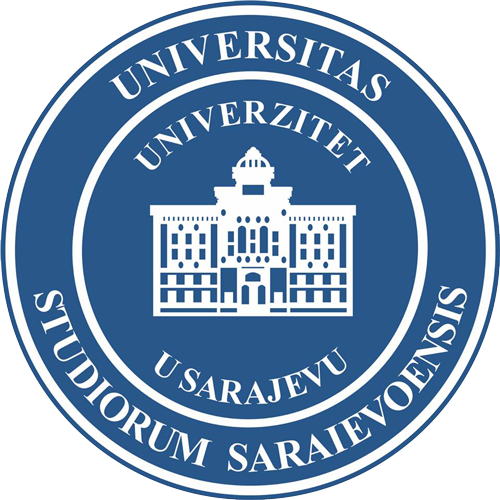 UNIVERSITAS
STUDIORUM SARAIEVOENSIS
UNIVERZITET
U SARAJEVU